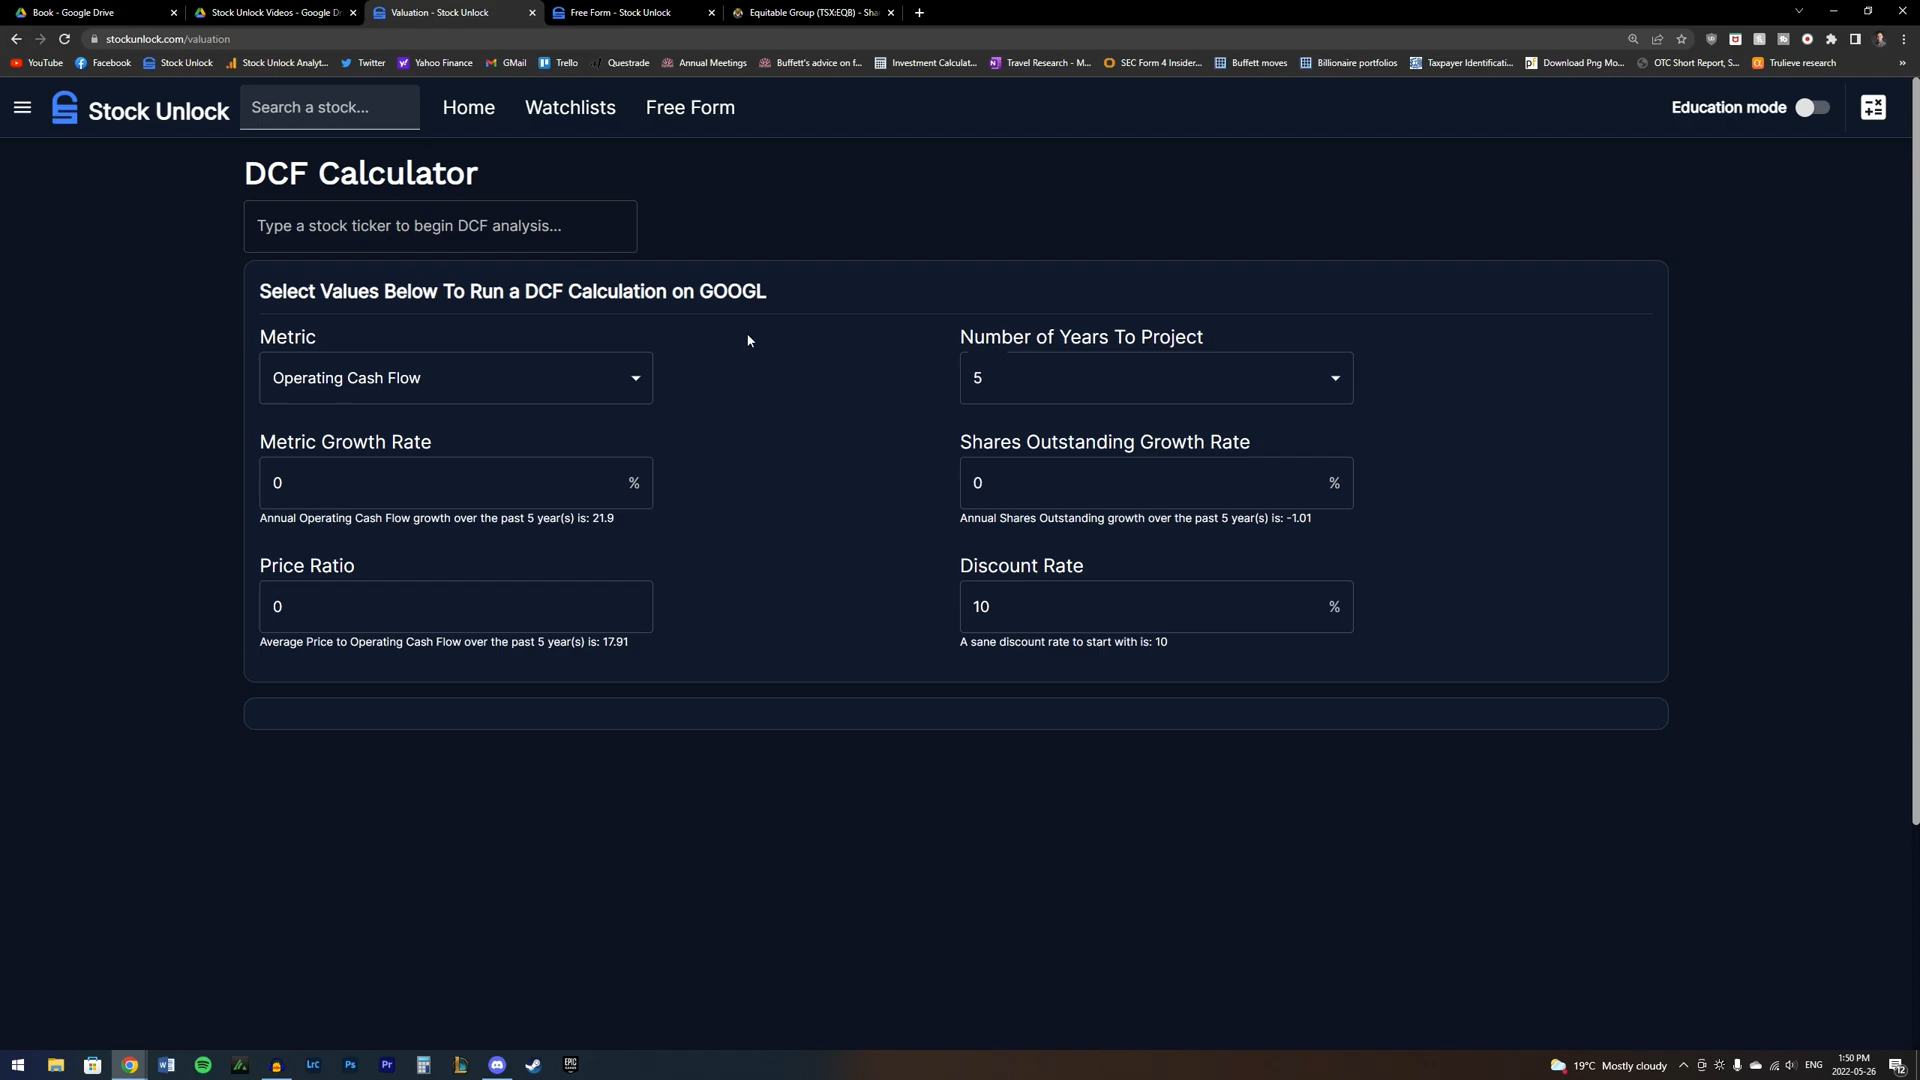 Book - Google Drive
Stock Unlock Videos - Google Dr
Valuation - Stock Unlock
Free Form - Stock Unlock
Equitable Group (TSX:EQB) - Sha
stockunlock.com/valuation
YouTube
Facebook
Stock Unlock
Stock Unlock Analyt...
Twitter
Yahoo Finance
GMail
Trello
Questrade
Annual Meetings
Buffett's advice on f...
Investment Calculat...
Travel Research - M...
SEC Form 4 Insider...
Buffett moves
Billionaire portfolios
Taxpayer Identificati...
Download Png Mo...
OTC Short Report, S...
Trulieve research
Stock Unlock
Search a stock...
Home
Watchlists
Free Form
Education mode
DCF Calculator
Type a stock ticker to begin DCF analysis...
Select Values Below To Run a DCF Calculation on GOOGL
Metric
Number of Years To Project
Operating Cash Flow
5
Metric Growth Rate
Shares Outstanding Growth Rate
0 %
0 %
Annual Operating Cash Flow growth over the past 5 year(s) is: 21.9
Annual Shares Outstanding growth over the past 5 year(s) is: -1.01
Price Ratio
Discount Rate
0
10 %
Average Price to Operating Cash Flow over the past 5 year(s) is: 17.91
A sane discount rate to start with is: 10
Lrc
Ps
Pr
EPIC
19°C Mostly cloudy
ENG
1:50 PM
2022-05-26
12